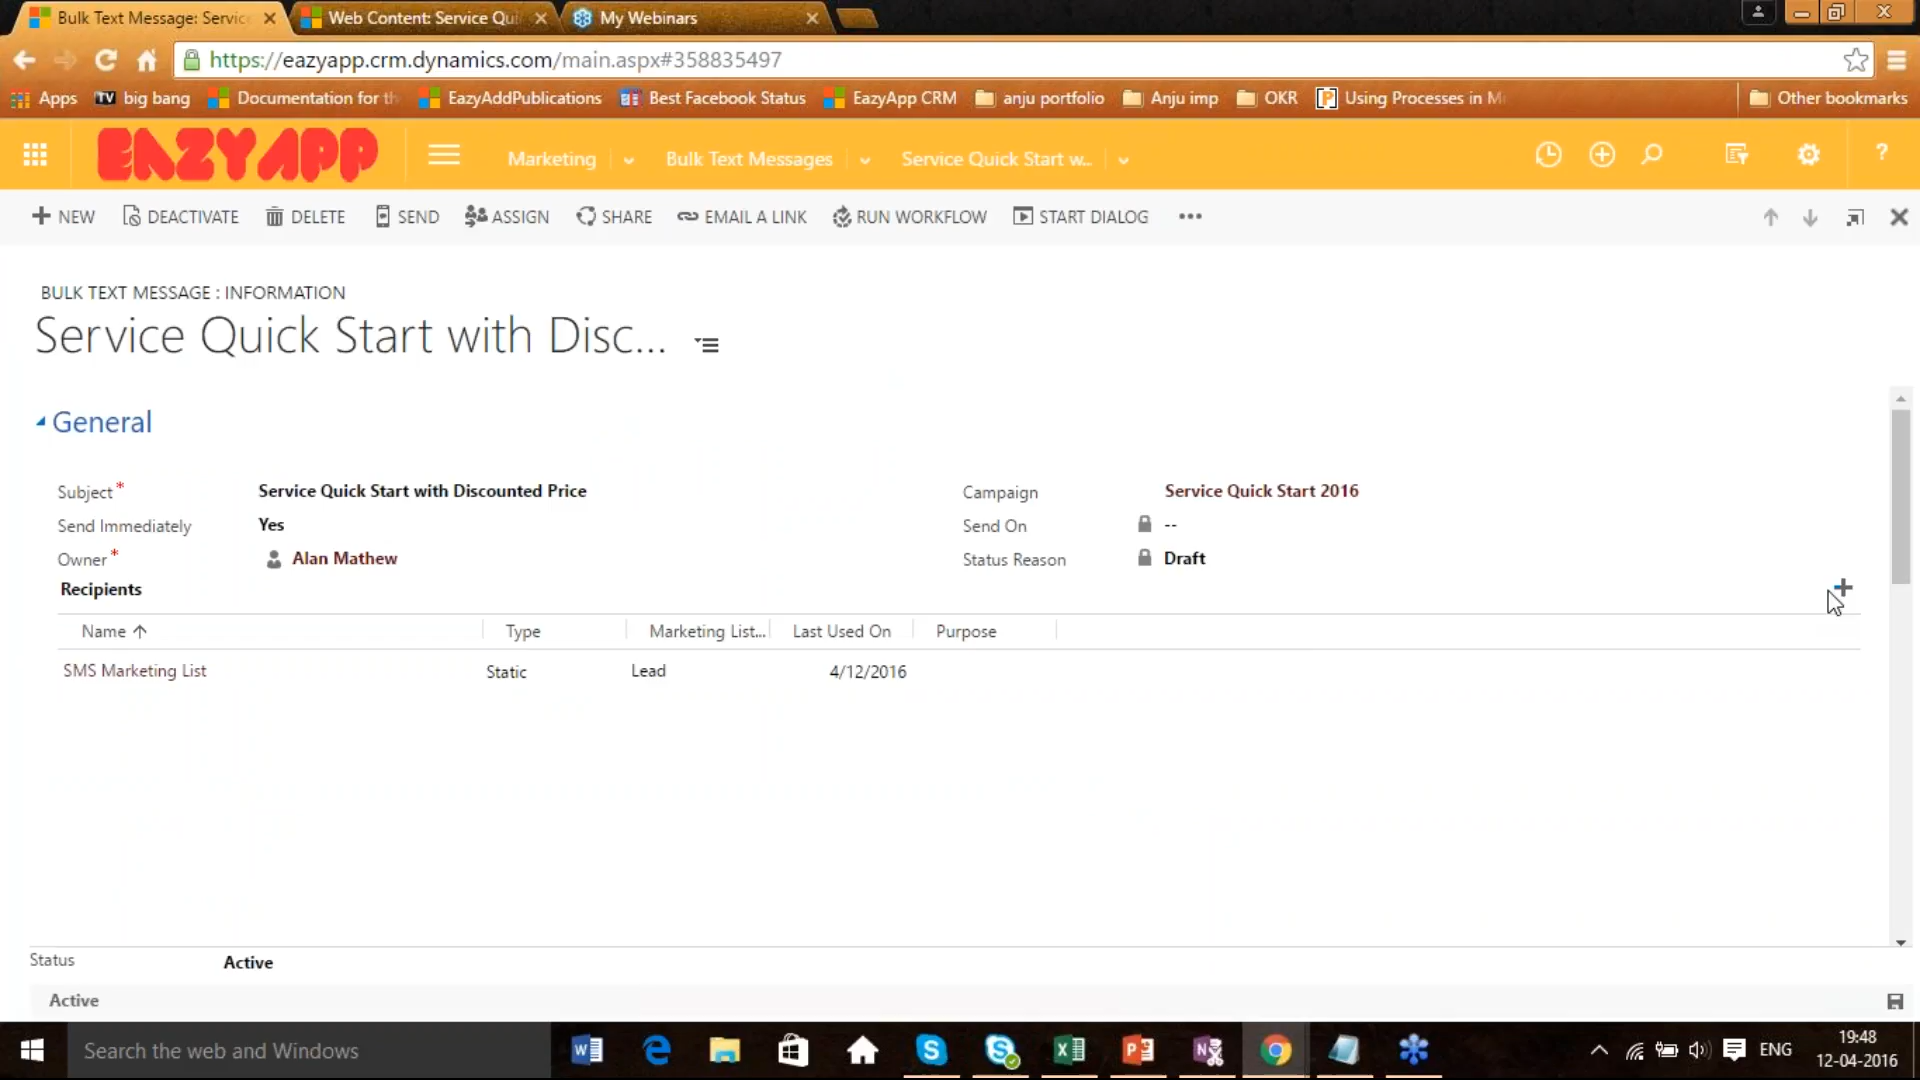 Bulk Text Message: Servic
Web Content: Service Qui
My Webinars
https://eazyapp.crm.dynamics.com/main.aspx#358835497
Apps
TV big bang
Documentation for th
EazyAddPublications
Best Facebook Status
EazyApp CRM
anju portfolio
Anju imp
OKR
Using Processes in M
Other bookmarks
EAZYAPP
Marketing
Bulk Text Messages
Service Quick Start w..
?
NEW
DEACTIVATE
DELETE
SEND
ASSIGN
SHARE
EMAIL A LINK
RUN WORKFLOW
START DIALOG
•••
BULK TEXT MESSAGE : INFORMATION
Service Quick Start with Disc...
General
Subject* Service Quick Start with Discounted Price
Campaign Service Quick Start 2016
Send Immediately Yes
Send On --
Owner* Alan Mathew
Status Reason Draft
Recipients
Name Type Marketing List... Last Used On Purpose
SMS Marketing List Static Lead 4/12/2016
Status Active
Active
Search the web and Windows
ENG
19:48
12-04-2016